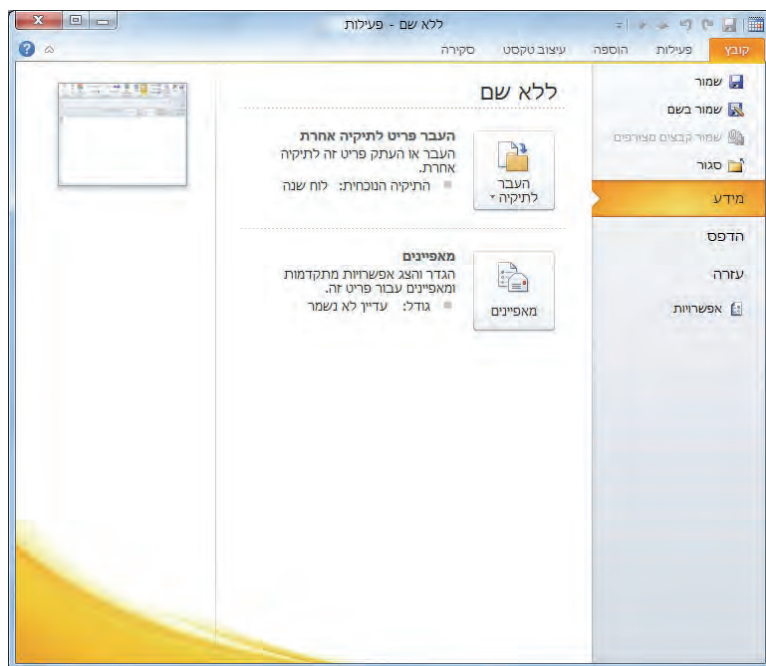 ללא שם - פעילות
קובץ פעילות הוספה עיצוב טקסט סקירה
שמור
שמור בשם
שמור קבצים מצורפים
סגור
מידע
הדפס
עזרה
אפשרויות
ללא שם
העבר לתיקיה
העבר פריט לתיקיה אחרת
העבר או העתק פריט זה לתיקיה
אחרת.
התיקיה הנוכחית: לוח שנה
מאפיינים
מאפיינים
הגדר והצג אפשרויות מתקדמות
ומאפיינים עבור פריט זה.
גודל: עדיין לא נשמר